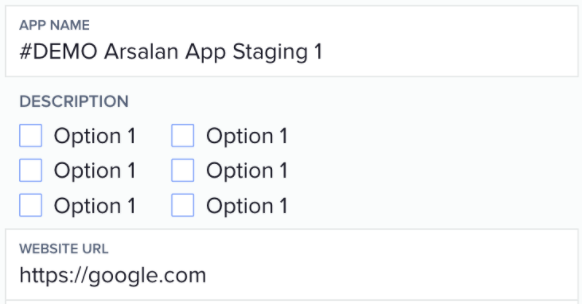 APP NAME
#DEMO Arsalan App Staging 1
DESCRIPTION
Option 1 Option 1
Option 1 Option 1
Option 1 Option 1
WEBSITE URL
https://google.com